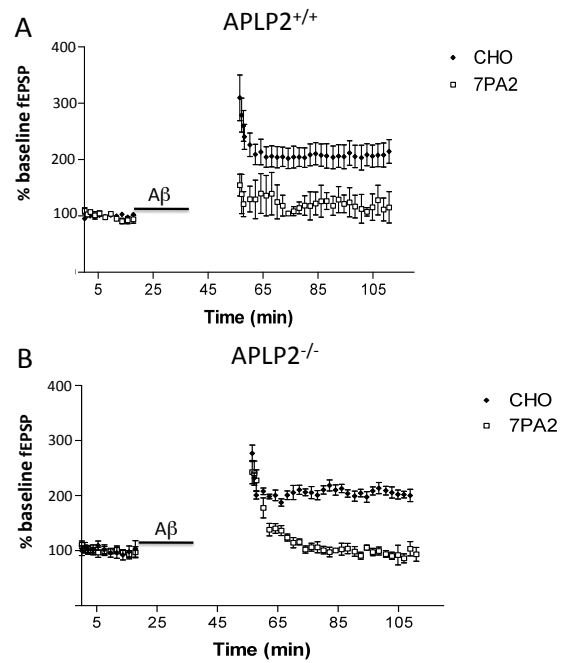 A
APLP2+/+
CHO
7PA2
% baseline fEPSP
400
300
200
100
Aβ
5 25 45 65 85 105
Time (min)
B
APLP2-/-
CHO
7PA2
% baseline fEPSP
400
300
200
100
Aβ
5 25 45 65 85 105
Time (min)